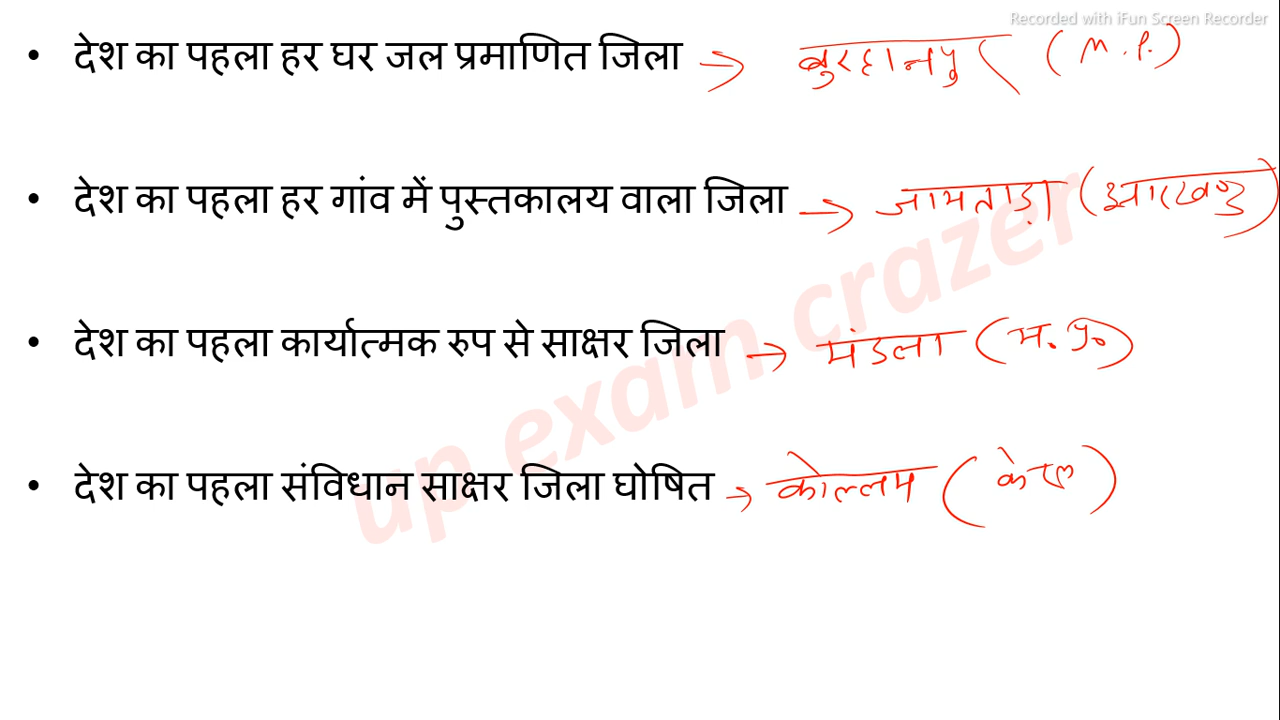 Recorded with iFun Screen Recorder
• देश का पहला हर घर जल प्रमाणित जिला → बुरहानपुर (M.P.)
• देश का पहला हर गांव में पुस्तकालय वाला जिला → जामताड़ा (झारखण्ड)
• देश का पहला कार्यात्मक रुप से साक्षर जिला → मंडला (म.प्र.)
• देश का पहला संविधान साक्षर जिला घोषित → कोल्लम (केरल)
up exam crazer